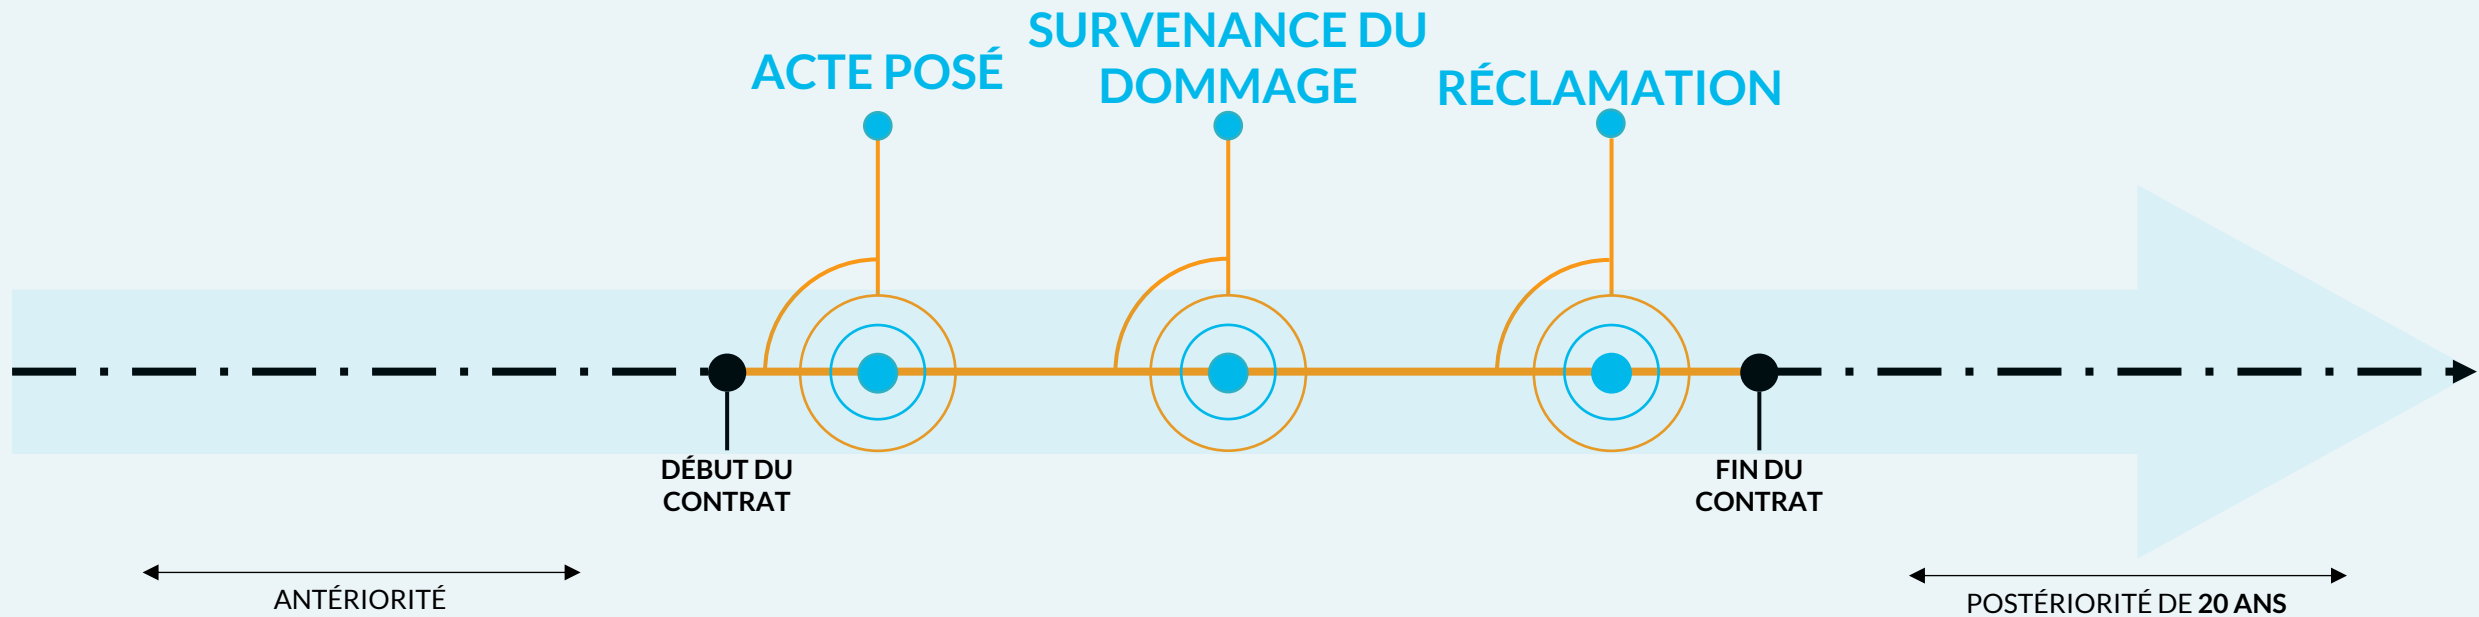 ACTE POSÉ
SURVENANCE DU
DOMMAGE
RÉCLAMATION
DÉBUT DU
CONTRAT
FIN DU
CONTRAT
ANTÉRIORITÉ
POSTÉRIORITÉ DE 20 ANS